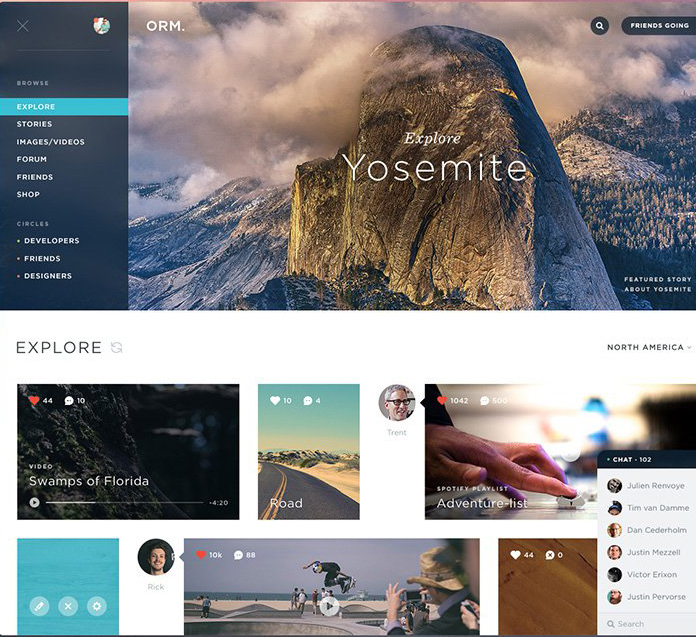 ORM.
FRIENDS GOING
BROWSE
EXPLORE
STORIES
IMAGES/VIDEOS
FORUM
FRIENDS
SHOP
CIRCLES
DEVELOPERS
FRIENDS
DESIGNERS
Explore
Yosemite
FEATURED STORY
ABOUT YOSEMITE
EXPLORE
NORTH AMERICA
44 10
VIDEO
Swamps of Florida
-4:20
10 4
Road
Trent
1042 500
SPOTIFY PLAYLIST
Adventure-list
CHAT - 102
Julien Renvoye
Tim van Damme
Dan Cederholm
Justin Mezzell
Victor Erixon
Justin Pervorse
Search
Rick
10k 88
44 0